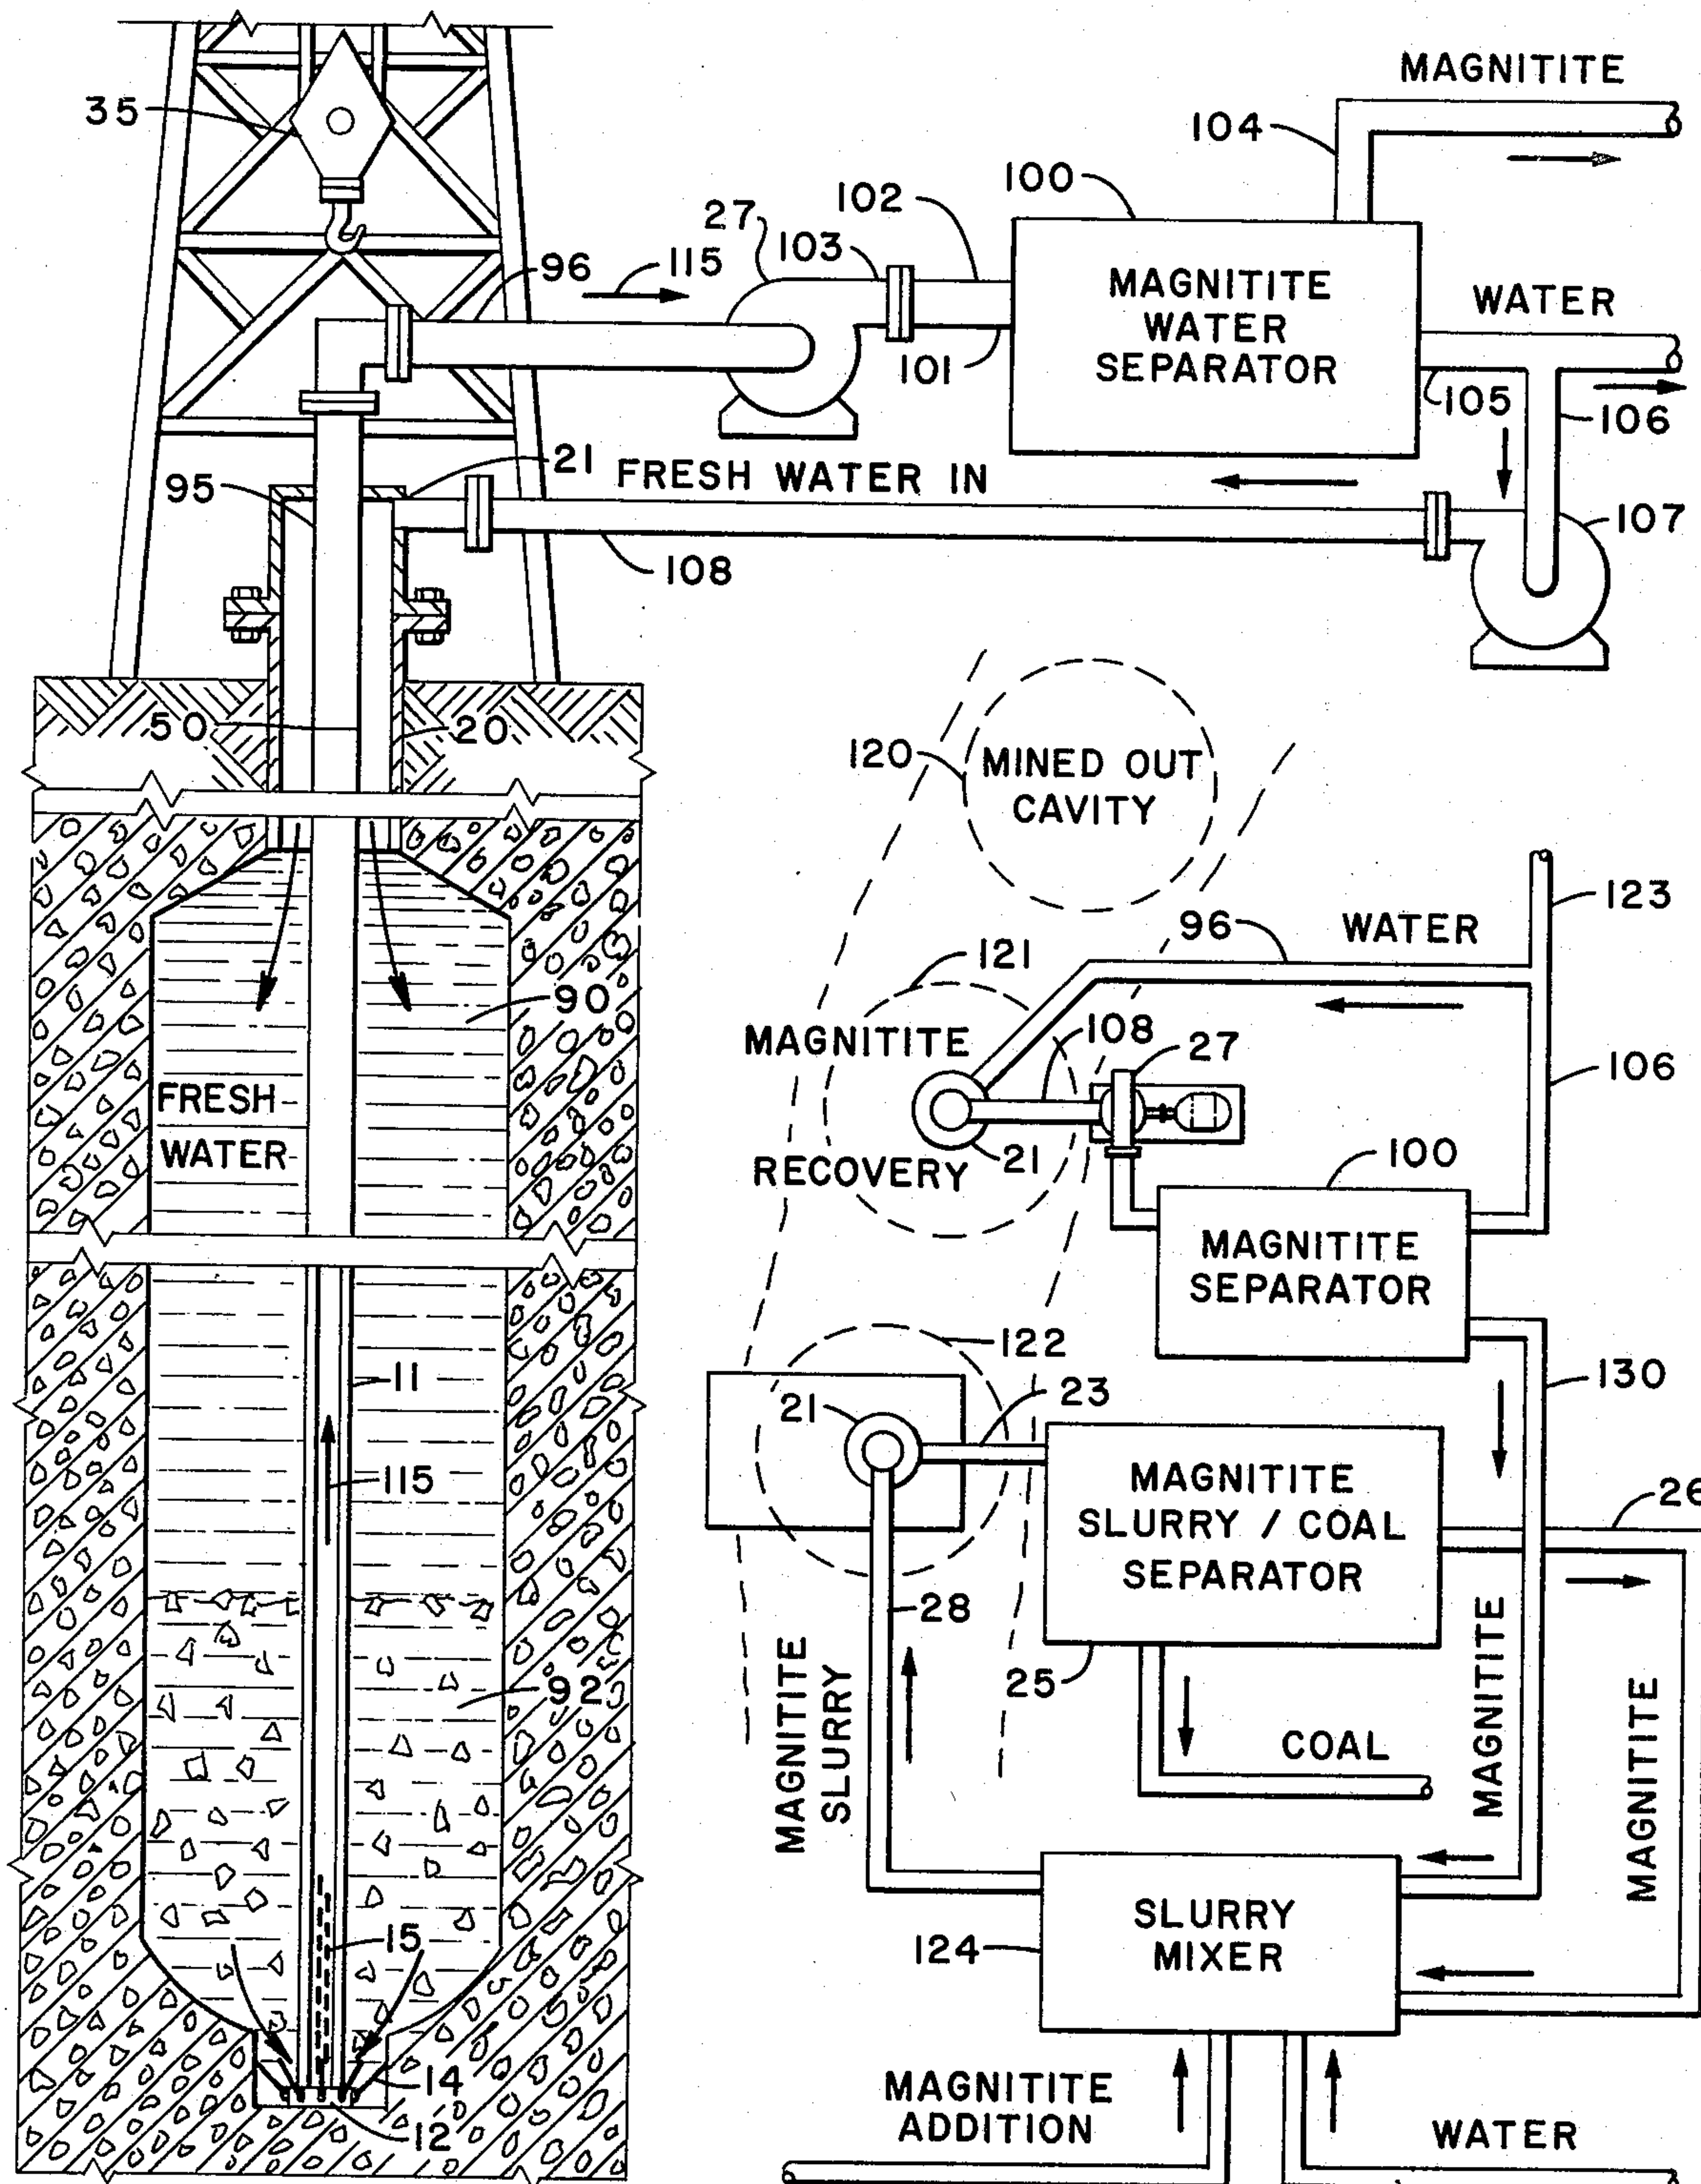 MAGNITITE
35
104
100
102
27
103
96
115
MAGNITITE
WATER
SEPARATOR
WATER
101
105
106
21
FRESH WATER IN
95
107
108
50
20
120
MINED OUT
CAVITY
123
96
WATER
121
90
MAGNITITE
108
27
106
FRESH
WATER
RECOVERY
21
100
MAGNITITE
SEPARATOR
122
11
23
130
21
115
MAGNITITE
SLURRY / COAL
SEPARATOR
26
28
25
92
MAGNITITE
SLURRY
COAL
MAGNITITE
MAGNITITE
15
124
SLURRY
MIXER
14
12
MAGNITITE
ADDITION
WATER